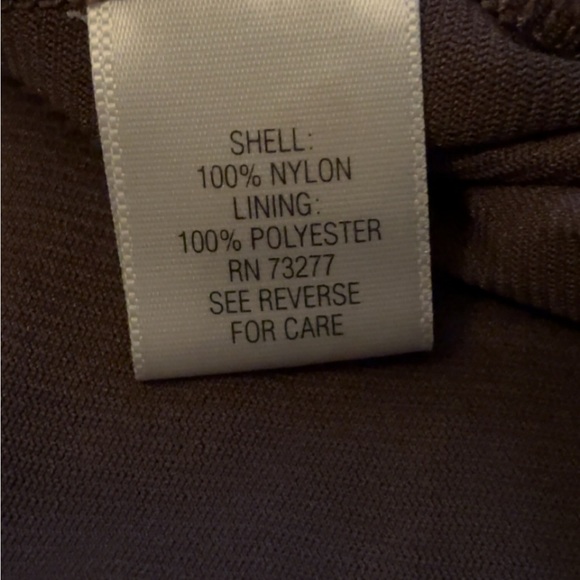 SHELL:
100% NYLON
LINING:
100% POLYESTER
RN 73277
SEE REVERSE
FOR CARE